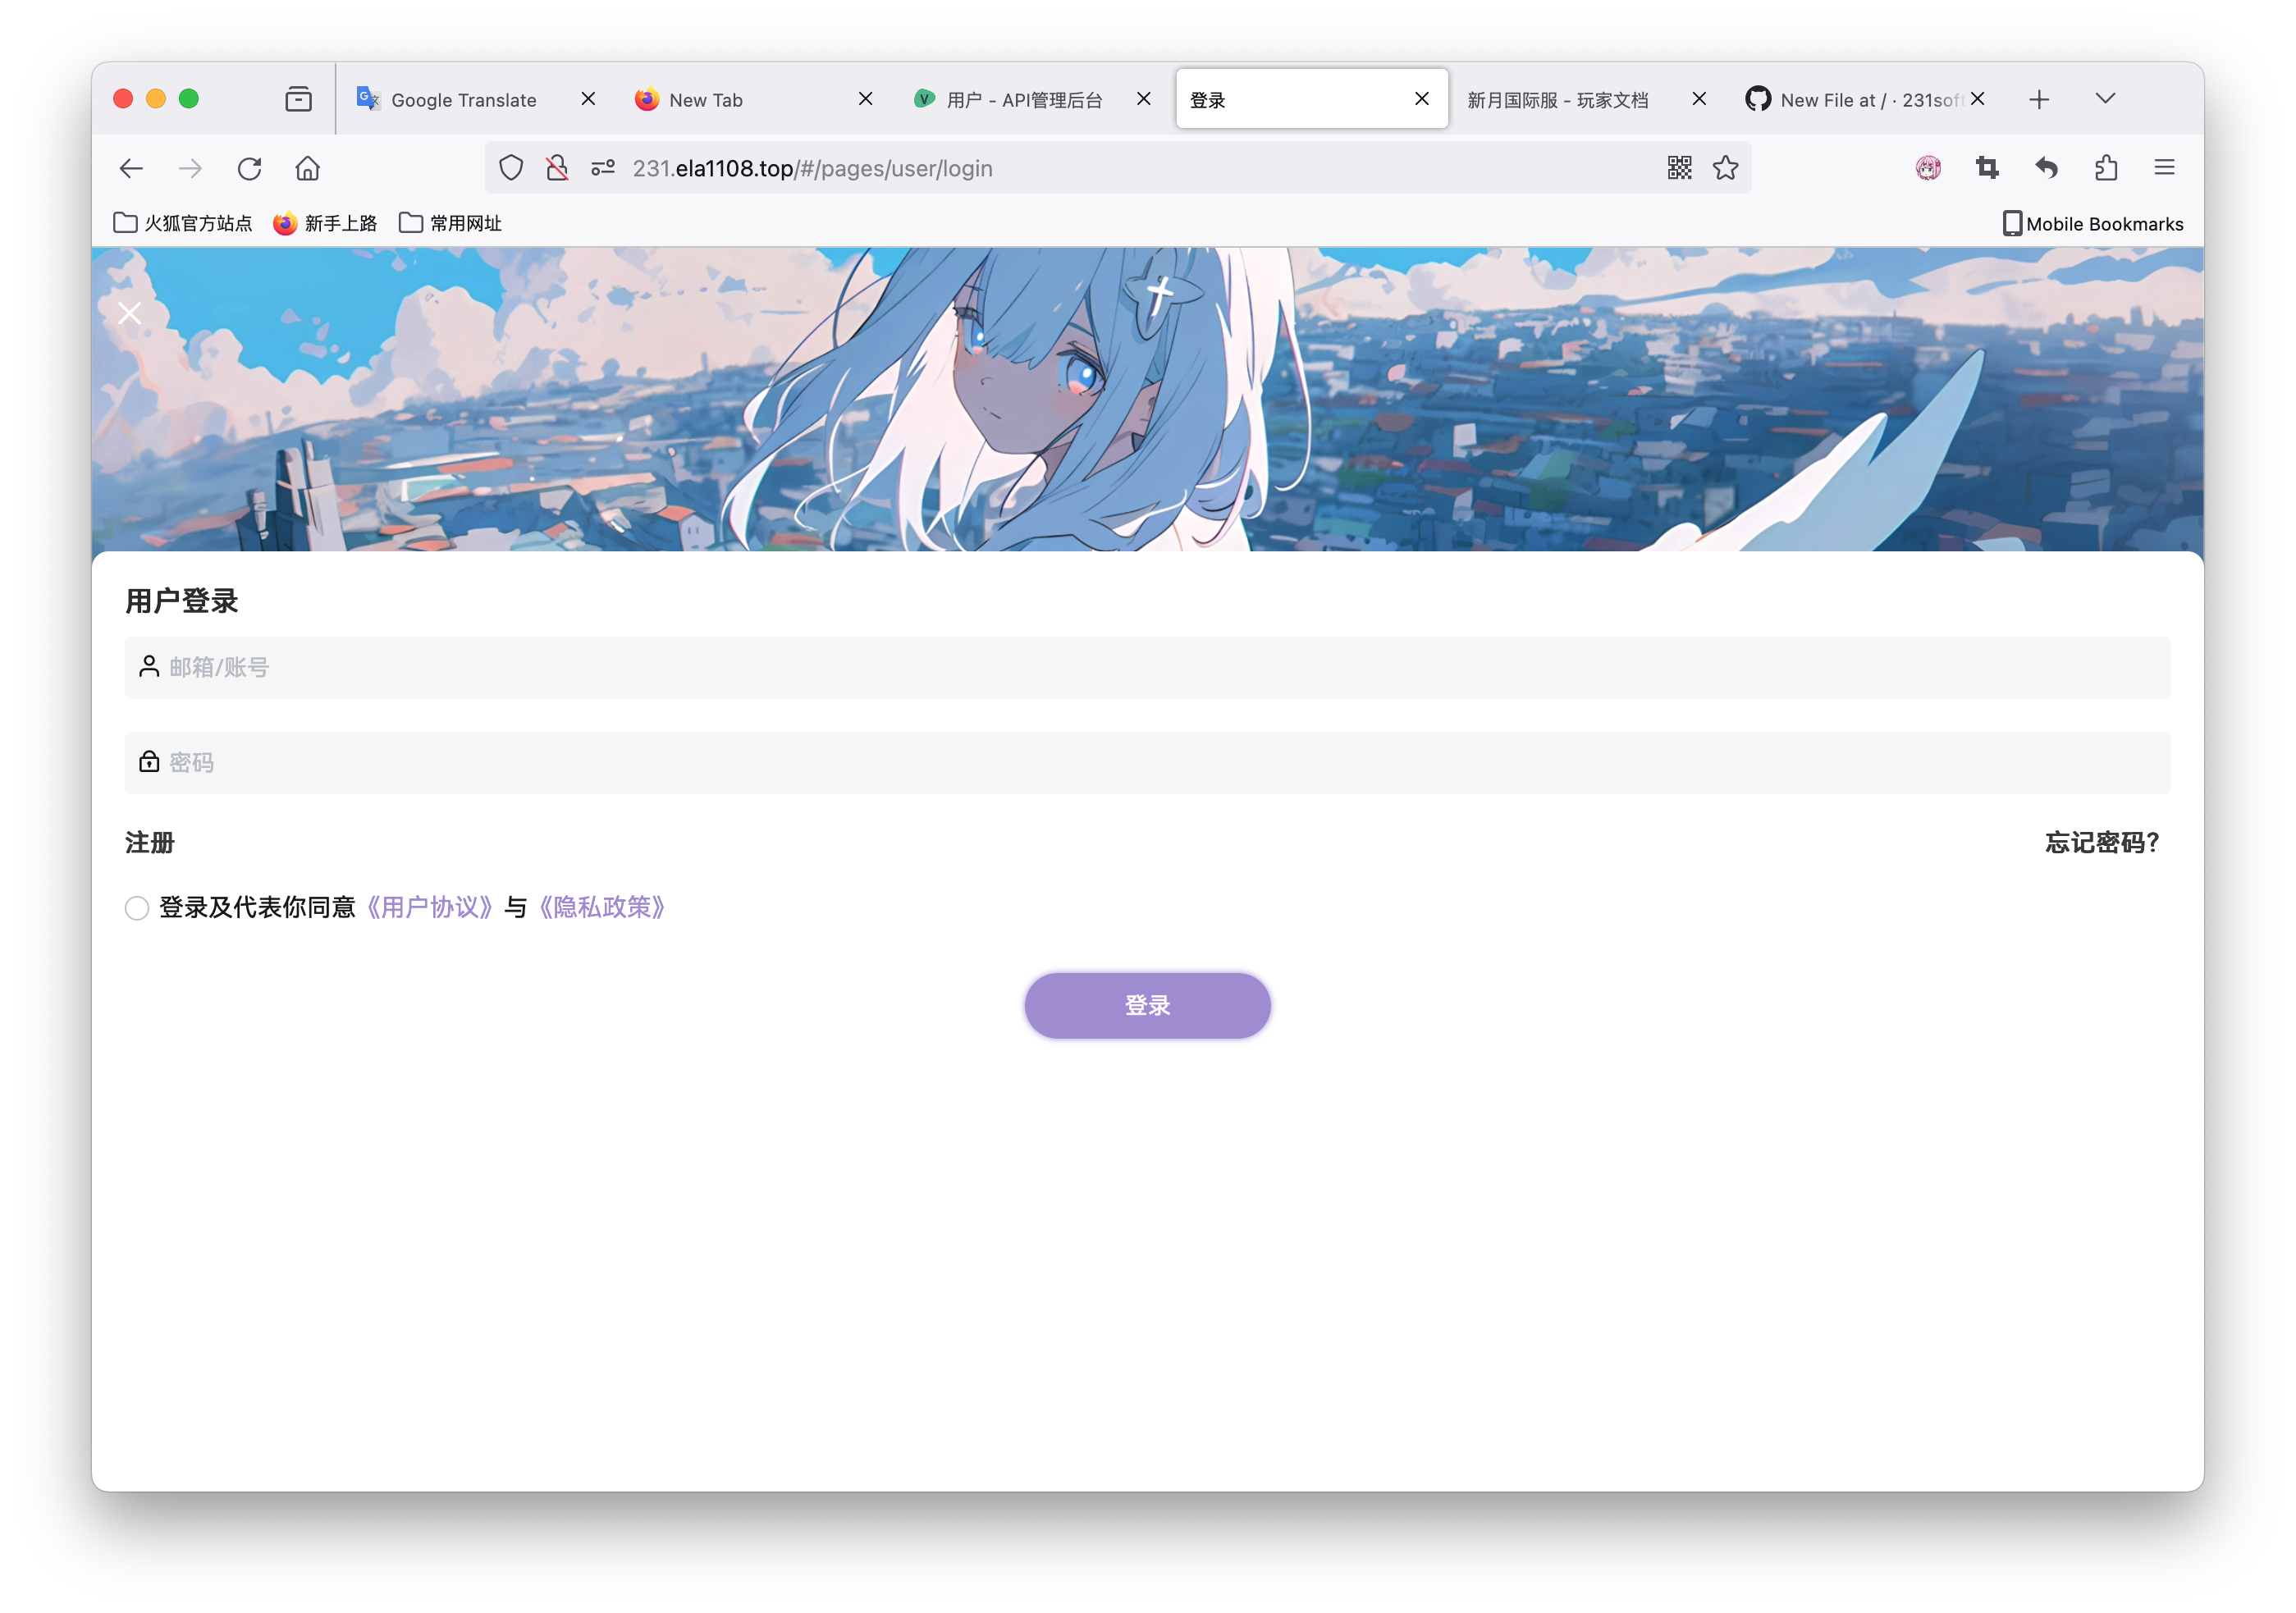 Google Translate
New Tab
V 用户 - API管理后台
登录
新月国际服 - 玩家文档
New File at / · 231sof
231.ela1108.top/#/pages/user/login
火狐官方站点
新手上路
常用网址
Mobile Bookmarks
用户登录
邮箱/账号
密码
注册
忘记密码?
登录及代表你同意《用户协议》与《隐私政策》
登录